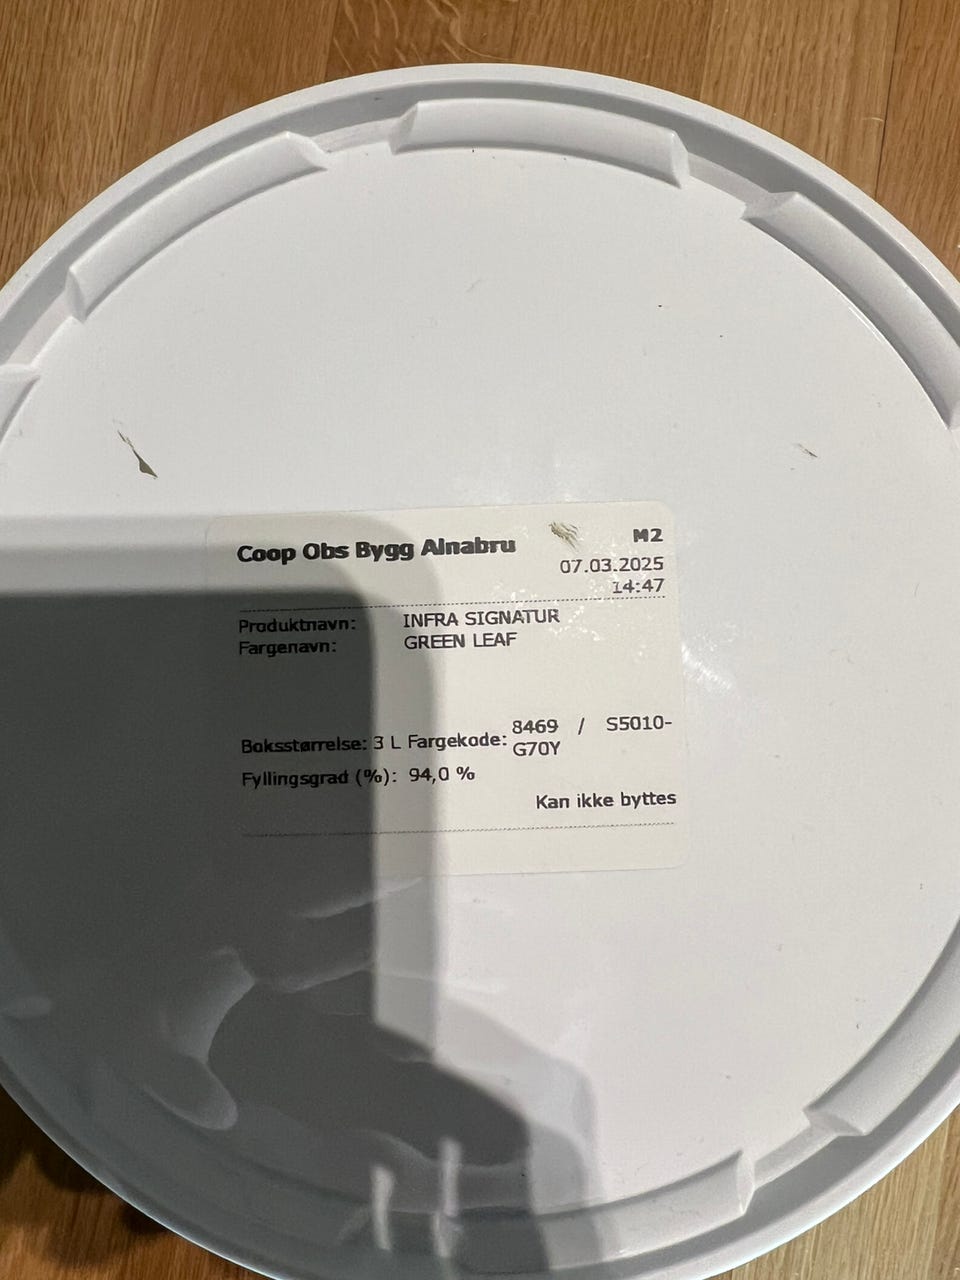 Coop Obs Bygg Alnabru
M2
07.03.2025
14:47
Produktnavn: INFRA SIGNATUR
Fargenavn: GREEN LEAF
Boksstørrelse: 3 L Fargekode: 8469 / S5010-
G70Y
Fyllingsgrad (%): 94,0 %
Kan ikke byttes